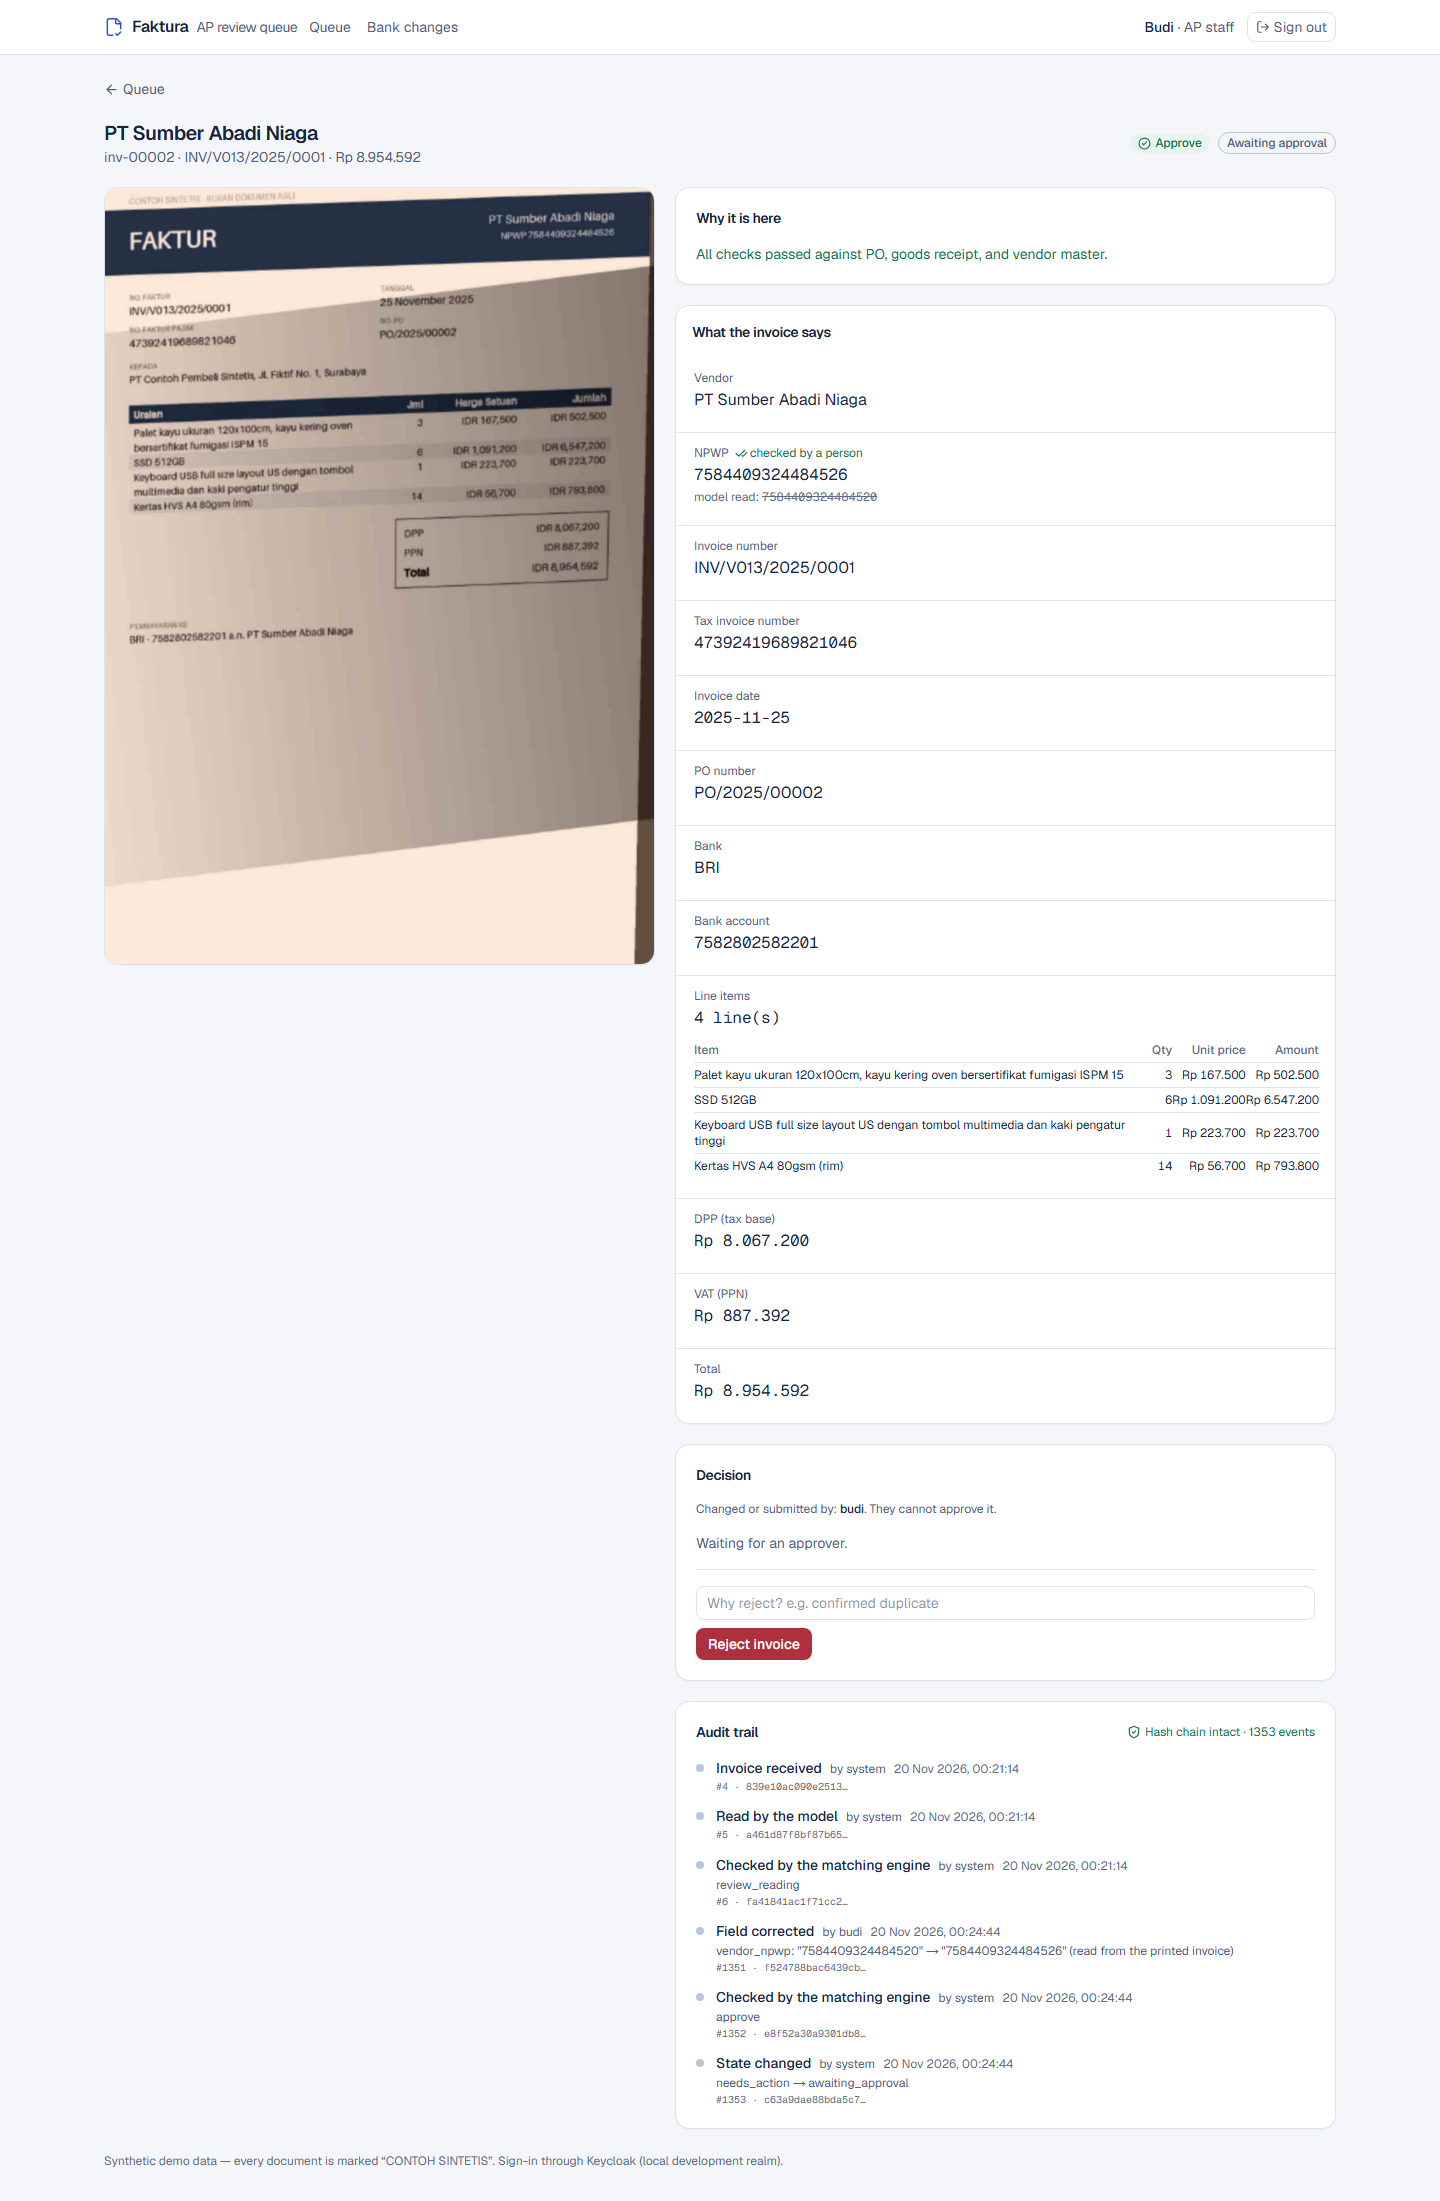 Faktura AP review queue Queue Bank changes
Budi · AP staff Sign out
← Queue
PT Sumber Abadi Niaga
inv-00002 · INV/V013/2025/0001 · Rp 8.954.592
Approve Awaiting approval
CONTOH SINTETIS - BUKAN DOKUMEN ASLI
FAKTUR
PT Sumber Abadi Niaga
NPWP 7584409324484526
NO FAKTUR
INV/V013/2025/0001
TANGGAL
25 November 2025
NO FAKTUR PAJAK
47392419689821046
NO PO
PO/2025/00002
KEPADA
PT Contoh Pembeli Sintetis, Jl. Fiktif No. 1, Surabaya
Uraian Jml Harga Satuan Jumlah
Palet kayu ukuran 120x100cm, kayu kering oven 3 IDR 167,500 IDR 502,500
bersertifikat fumigasi ISPM 15
SSD 512GB 6 IDR 1,091,200 IDR 6,547,200
Keyboard USB full size layout US dengan tombol 1 IDR 223,700 IDR 223,700
multimedia dan kaki pengatur tinggi
Kertas HVS A4 80gsm (rim) 14 IDR 56,700 IDR 793,800
DPP IDR 8,067,200
PPN IDR 887,392
Total IDR 8,954,592
PEMBAYARAN KE
BRI - 7582802582201 a.n. PT Sumber Abadi Niaga
Why it is here
All checks passed against PO, goods receipt, and vendor master.
What the invoice says
Vendor
PT Sumber Abadi Niaga
NPWP checked by a person
7584409324484526
model read: 7584409324484520
Invoice number
INV/V013/2025/0001
Tax invoice number
47392419689821046
Invoice date
2025-11-25
PO number
PO/2025/00002
Bank
BRI
Bank account
7582802582201
Line items
4 line(s)
Item Qty Unit price Amount
Palet kayu ukuran 120x100cm, kayu kering oven bersertifikat fumigasi ISPM 15 3 Rp 167.500 Rp 502.500
SSD 512GB 6 Rp 1.091.200 Rp 6.547.200
Keyboard USB full size layout US dengan tombol multimedia dan kaki pengatur 1 Rp 223.700 Rp 223.700
tinggi
Kertas HVS A4 80gsm (rim) 14 Rp 56.700 Rp 793.800
DPP (tax base)
Rp 8.067.200
VAT (PPN)
Rp 887.392
Total
Rp 8.954.592
Decision
Changed or submitted by: budi. They cannot approve it.
Waiting for an approver.
Why reject? e.g. confirmed duplicate
Reject invoice
Audit trail
Hash chain intact · 1353 events
Invoice received by system 20 Nov 2026, 00:21:14
#4 · 839e10ac090e2513…
Read by the model by system 20 Nov 2026, 00:21:14
#5 · a461d87f8bf87b65…
Checked by the matching engine by system 20 Nov 2026, 00:21:14
review_reading
#6 · fa41841ac1f71cc2…
Field corrected by budi 20 Nov 2026, 00:24:44
vendor_npwp: "7584409324484520" → "7584409324484526" (read from the printed invoice)
#1351 · f524788bac6439cb…
Checked by the matching engine by system 20 Nov 2026, 00:24:44
approve
#1352 · e8f52a30a9301db8…
State changed by system 20 Nov 2026, 00:24:44
needs_action → awaiting_approval
#1353 · c63a9dae88bda5c7…
Synthetic demo data — every document is marked “CONTOH SINTETIS”. Sign-in through Keycloak (local development realm).